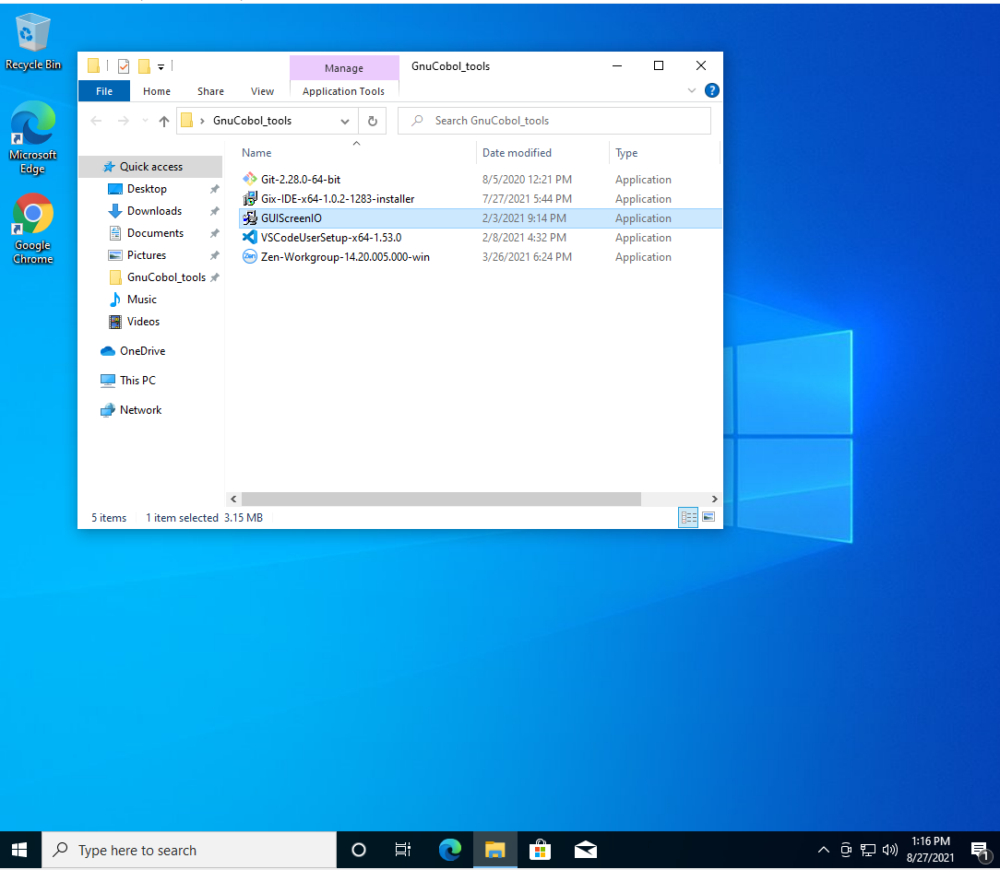 Recycle Bin
Microsoft
Edge
Google
Chrome
Manage
GnuCobol_tools
File
Home
Share
View
Application Tools
?
GnuCobol_tools
Search GnuCobol_tools
Name
Date modified
Type
Quick access
Desktop
Downloads
Documents
Pictures
GnuCobol_tools
Music
Videos
OneDrive
This PC
Network
Git-2.28.0-64-bit 8/5/2020 12:21 PM Application
Gix-IDE-x64-1.0.2-1283-installer 7/27/2021 5:44 PM Application
GUIScreenIO 2/3/2021 9:14 PM Application
VSCodeUserSetup-x64-1.53.0 2/8/2021 4:32 PM Application
Zen-Workgroup-14.20.005.000-win 3/26/2021 6:24 PM Application
5 items
1 item selected 3.15 MB
Type here to search
1:16 PM
8/27/2021
1